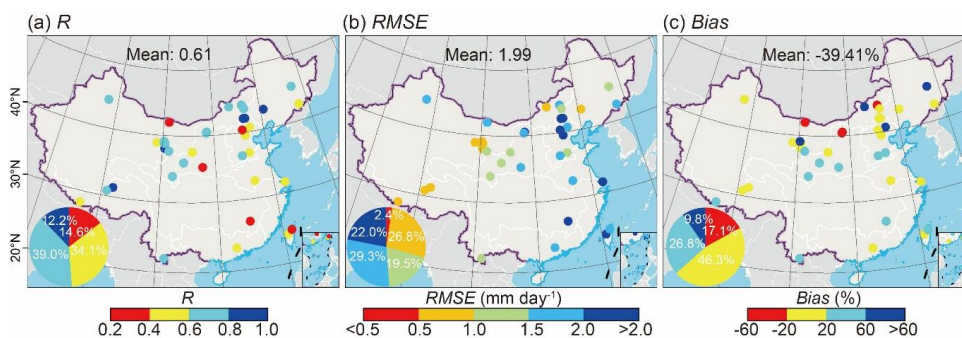 (a) R
(b) RMSE
(c) Bias
Mean: 0.61
Mean: 1.99
Mean: -39.41%
40°N
30°N
20°N
12.2%
14.6%
39.0%
34.1%
2.4%
22.0%
26.8%
29.3%
19.5%
9.8%
17.1%
26.8%
46.3%
R
RMSE (mm day⁻¹)
Bias (%)
0.2 0.4 0.6 0.8 1.0
<0.5 0.5 1.0 1.5 2.0 >2.0
-60 -20 20 60 >60